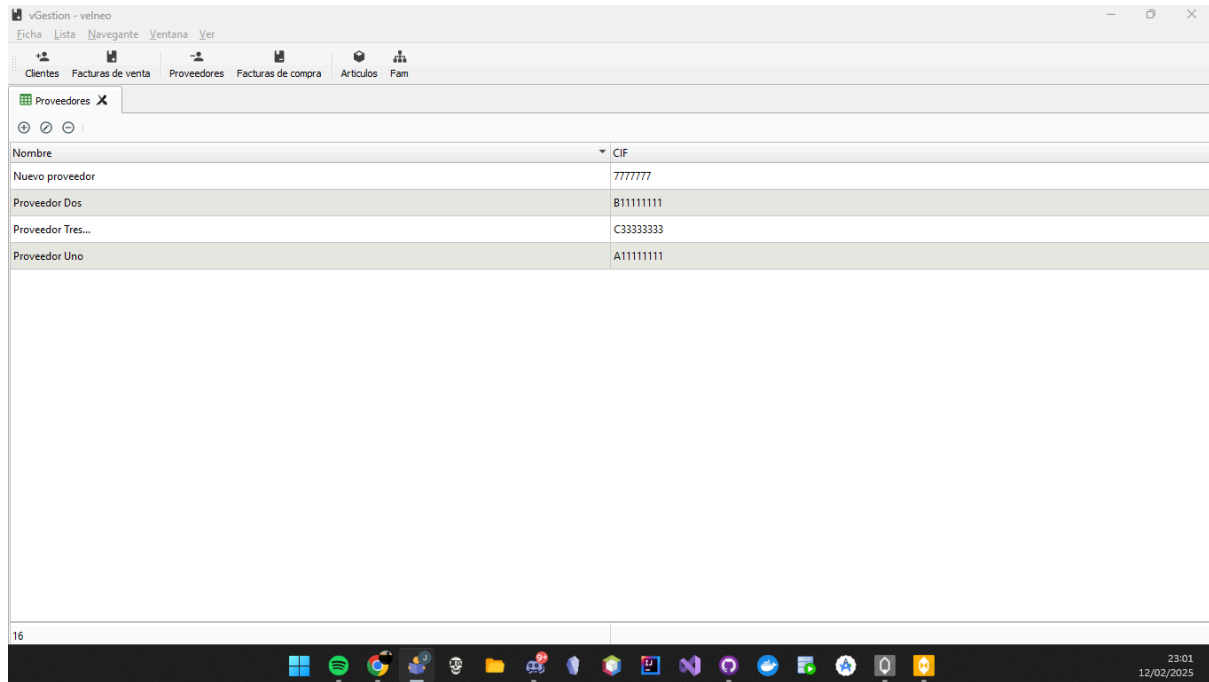 vGestion - velneo
Ficha Lista Navegante Ventana Ver
Clientes Facturas de venta Proveedores Facturas de compra Articulos Fam
Proveedores
Nombre CIF
Nuevo proveedor 7777777
Proveedor Dos B11111111
Proveedor Tres... C33333333
Proveedor Uno A11111111
16
J
9+
IJ
23:01
12/02/2025